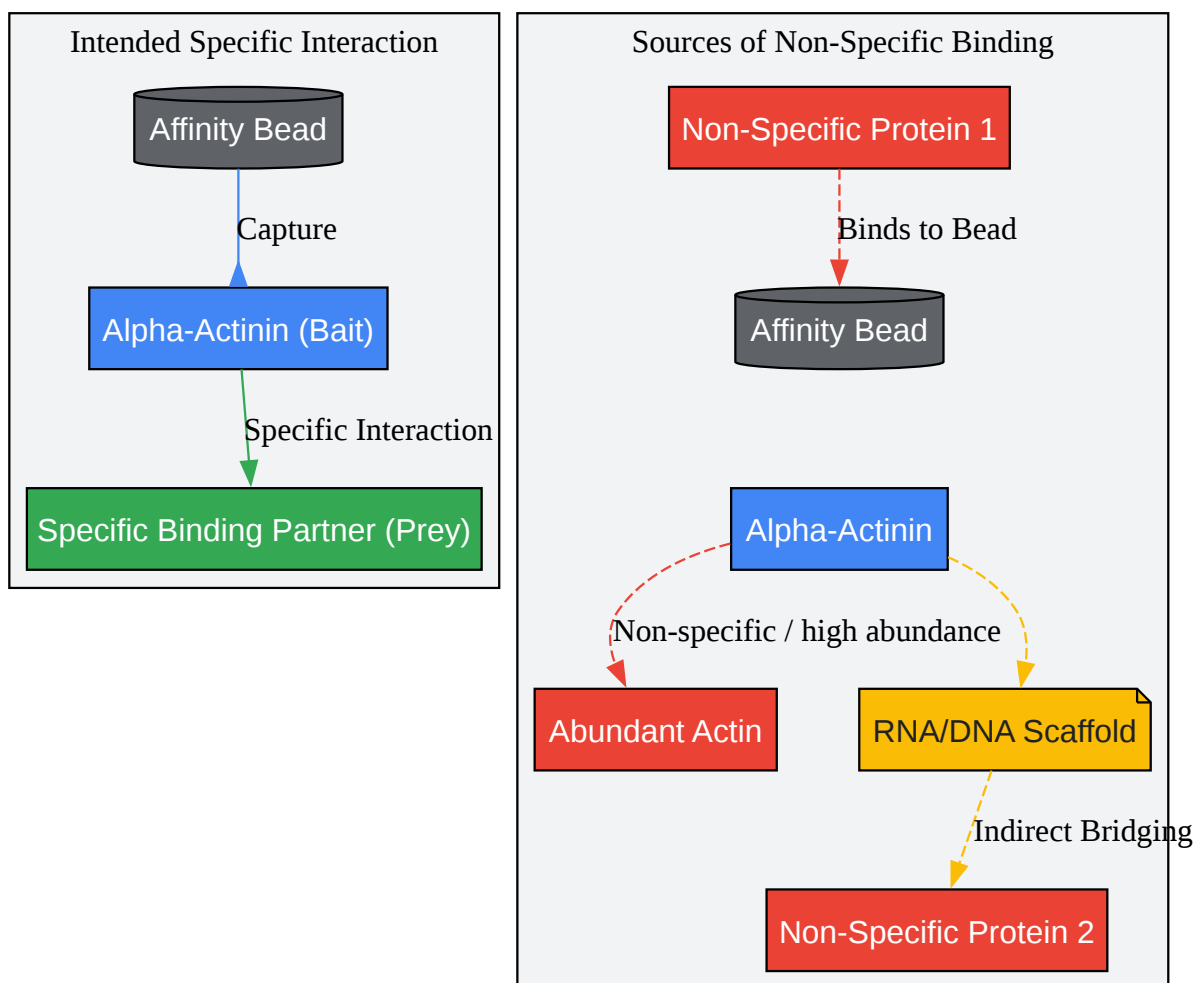 Intended Specific Interaction
Affinity Bead
Capture
Alpha-Actinin (Bait)
Specific Interaction
Specific Binding Partner (Prey)
Sources of Non-Specific Binding
Non-Specific Protein 1
Binds to Bead
Affinity Bead
Alpha-Actinin
Non-specific / high abundance
Abundant Actin
RNA/DNA Scaffold
Indirect Bridging
Non-Specific Protein 2